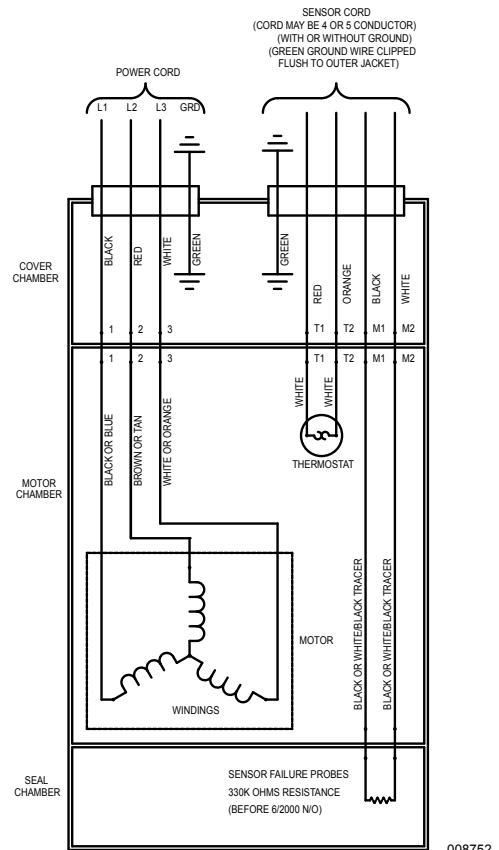 SENSOR CORD
(CORD MAY BE 4 OR 5 CONDUCTOR)
(WITH OR WITHOUT GROUND)
(GREEN GROUND WIRE CLIPPED
FLUSH TO OUTER JACKET)
POWER CORD
L1 L2 L3 GRD
COVER
CHAMBER
BLACK
RED
WHITE
GREEN
GREEN
RED
ORANGE
BLACK
WHITE
1 2 3 T1 T2 M1 M2
1 2 3 T1 T2 M1 M2
MOTOR
CHAMBER
BLACK OR BLUE
BROWN OR TAN
WHITE OR ORANGE
WHITE
WHITE
THERMOSTAT
BLACK OR WHITE/BLACK TRACER
BLACK OR WHITE/BLACK TRACER
MOTOR
WINDINGS
SEAL
CHAMBER
SENSOR FAILURE PROBES
330K OHMS RESISTANCE
(BEFORE 6/2000 N/O)
008752